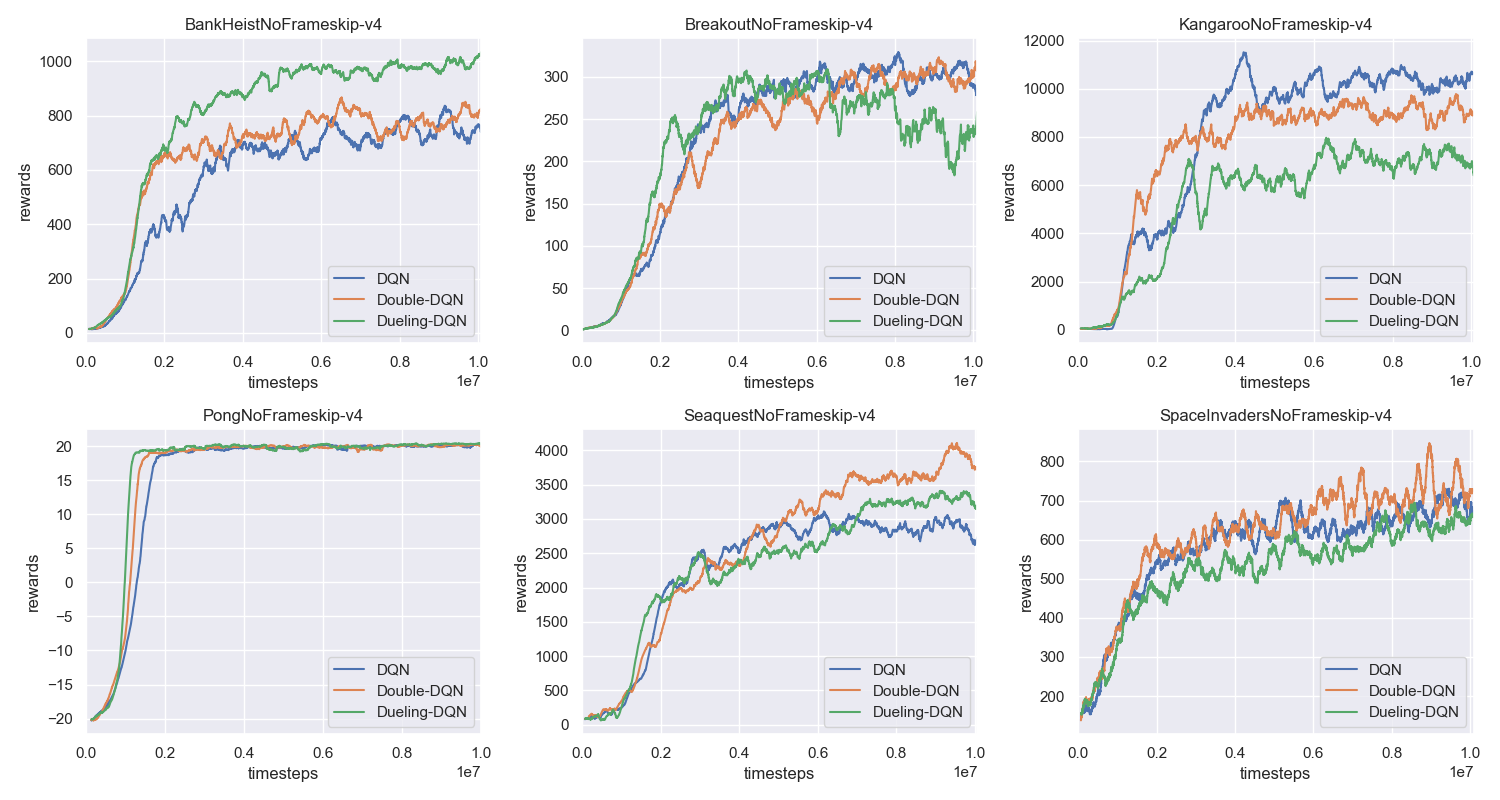 BankHeistNoFrameskip-v4
rewards
1000
800
600
400
200
0
DQN
Double-DQN
Dueling-DQN
0.0 0.2 0.4 0.6 0.8 1.0
timesteps
1e7
BreakoutNoFrameskip-v4
rewards
300
250
200
150
100
50
0
DQN
Double-DQN
Dueling-DQN
0.0 0.2 0.4 0.6 0.8 1.0
timesteps
1e7
KangarooNoFrameskip-v4
rewards
12000
10000
8000
6000
4000
2000
0
DQN
Double-DQN
Dueling-DQN
0.0 0.2 0.4 0.6 0.8 1.0
timesteps
1e7
PongNoFrameskip-v4
rewards
20
15
10
5
0
−5
−10
−15
−20
DQN
Double-DQN
Dueling-DQN
0.0 0.2 0.4 0.6 0.8 1.0
timesteps
1e7
SeaquestNoFrameskip-v4
rewards
4000
3500
3000
2500
2000
1500
1000
500
0
DQN
Double-DQN
Dueling-DQN
0.0 0.2 0.4 0.6 0.8 1.0
timesteps
1e7
SpaceInvadersNoFrameskip-v4
rewards
800
700
600
500
400
300
200
DQN
Double-DQN
Dueling-DQN
0.0 0.2 0.4 0.6 0.8 1.0
timesteps
1e7